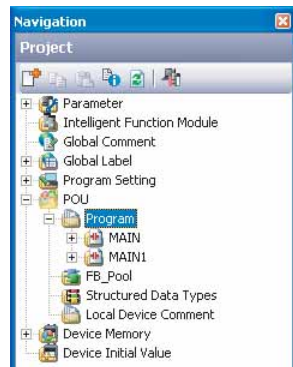 Navigation
Project
Parameter
Intelligent Function Module
Global Comment
Global Label
Program Setting
POU
Program
MAIN
MAIN1
FB_Pool
Structured Data Types
Local Device Comment
Device Memory
Device Initial Value